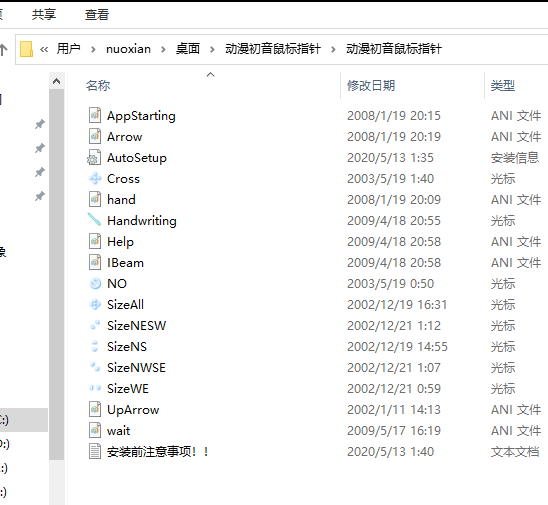 共享 查看
« 用户 › nuoxian › 桌面 › 动漫初音鼠标指针 › 动漫初音鼠标指针
名称 修改日期 类型
AppStarting 2008/1/19 20:15 ANI 文件
Arrow 2008/1/19 20:19 ANI 文件
AutoSetup 2020/5/13 1:35 安装信息
Cross 2003/5/19 1:40 光标
hand 2008/1/19 20:09 ANI 文件
Handwriting 2009/4/18 20:55 光标
Help 2009/4/18 20:58 ANI 文件
IBeam 2009/4/18 20:58 ANI 文件
NO 2003/5/19 0:50 光标
SizeAll 2002/12/19 16:31 光标
SizeNESW 2002/12/21 1:12 光标
SizeNS 2002/12/19 14:55 光标
SizeNWSE 2002/12/21 1:07 光标
SizeWE 2002/12/21 0:59 光标
UpArrow 2002/1/11 14:13 ANI 文件
wait 2009/5/17 16:19 ANI 文件
安装前注意事项！！ 2020/5/13 1:40 文本文档